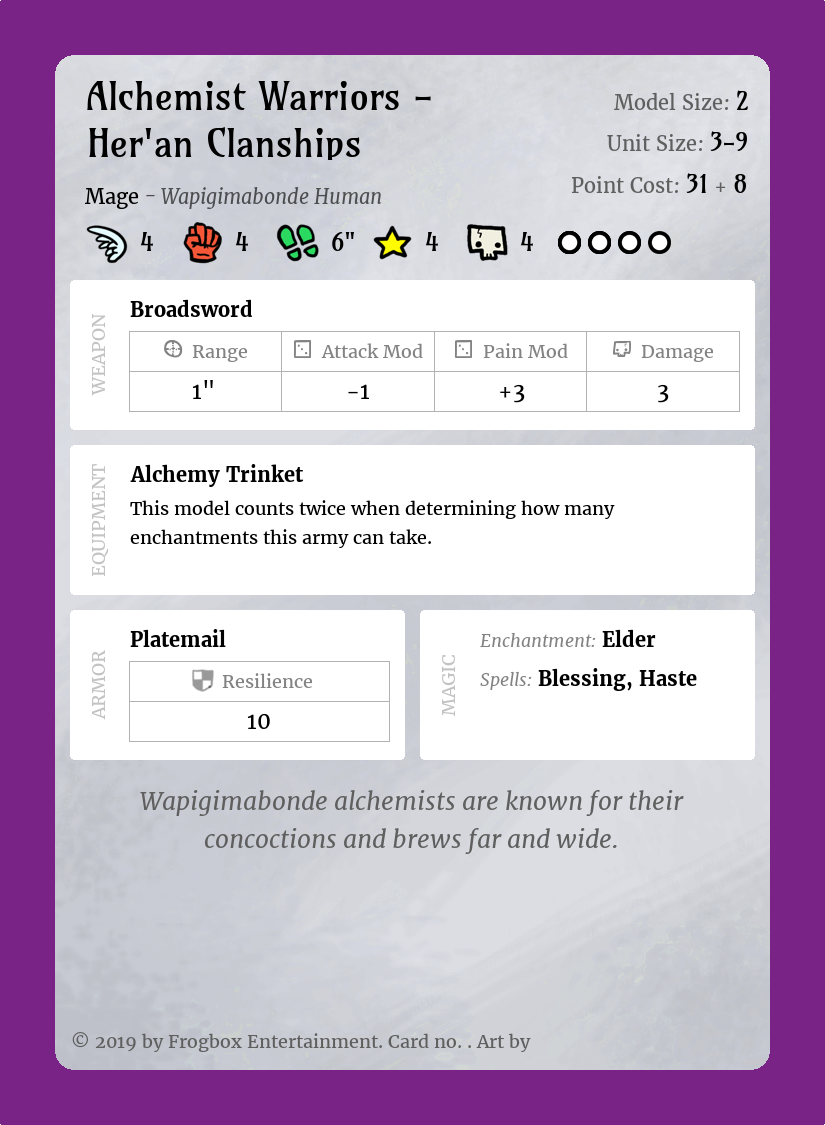 Alchemist Warriors –
Her'an Clanships
Model Size: 2
Unit Size: 3–9
Point Cost: 31 + 8
Mage – Wapigimabonde Human
4 4 6" 4 4
WEAPON
Broadsword
Range Attack Mod Pain Mod Damage
1" -1 +3 3
EQUIPMENT
Alchemy Trinket
This model counts twice when determining how many
enchantments this army can take.
ARMOR
Platemail
Resilience
10
MAGIC
Enchantment: Elder
Spells: Blessing, Haste
Wapigimabonde alchemists are known for their
concoctions and brews far and wide.
© 2019 by Frogbox Entertainment. Card no. . Art by